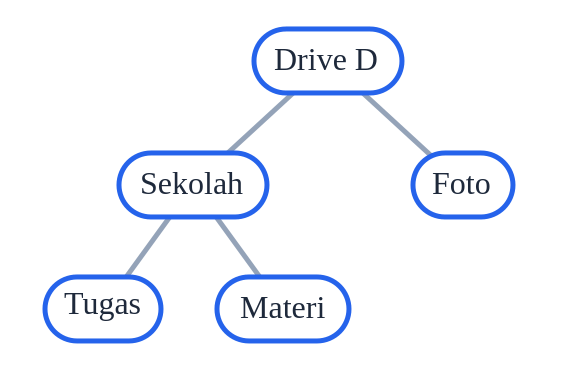 Drive D
Sekolah
Foto
Tugas
Materi